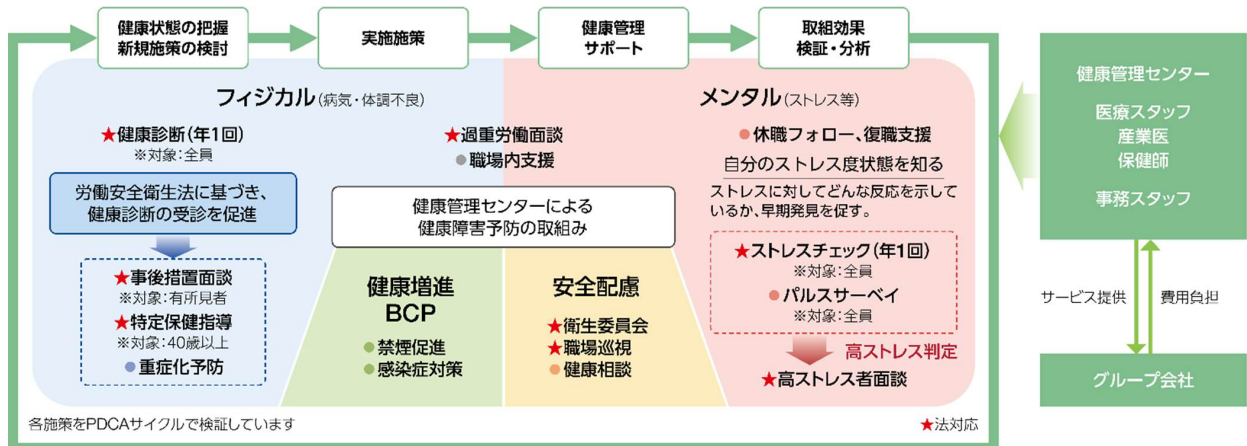 健康状態の把握
新規施策の検討
実施施策
健康管理
サポート
取組効果
検証・分析
フィジカル(病気・体調不良)
メンタル(ストレス等)
★健康診断(年1回)
※対象:全員
労働安全衛生法に基づき、
健康診断の受診を促進
★事後措置面談
※対象:有所見者
★特定保健指導
※対象:40歳以上
●重症化予防
★過重労働面談
●職場内支援
健康管理センターによる
健康障害予防の取組み
健康増進
BCP
●禁煙促進
●感染症対策
安全配慮
★衛生委員会
★職場巡視
●健康相談
●休職フォロー、復職支援
自分のストレス度状態を知る
ストレスに対してどんな反応を示して
いるか、早期発見を促す。
★ストレスチェック(年1回)
※対象:全員
●パルスサーベイ
※対象:全員
高ストレス判定
★高ストレス者面談
各施策をPDCAサイクルで検証しています
★法対応
健康管理センター
医療スタッフ
産業医
保健師
事務スタッフ
サービス提供
費用負担
グループ会社